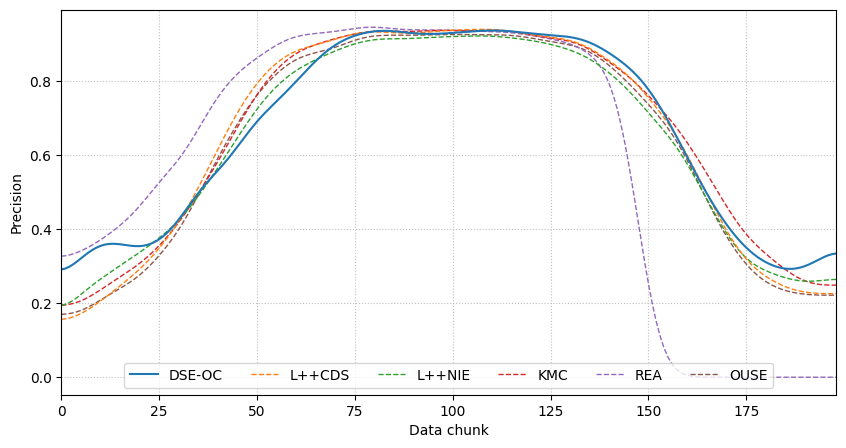 Precision
0.8
0.6
0.4
0.2
0.0
DSE-OC L++CDS L++NIE KMC REA OUSE
0 25 50 75 100 125 150 175
Data chunk